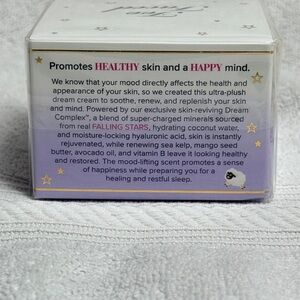 Too Faced
Promotes HEALTHY skin and a HAPPY mind.
We know that your mood directly affects the health and
appearance of your skin, so we created this ultra-plush
dream cream to soothe, renew, and replenish your skin
and mind. Powered by our exclusive skin-reviving Dream
Complex™, a blend of super-charged minerals sourced
from real FALLING STARS, hydrating coconut water,
and moisture-locking hyaluronic acid, skin is instantly
rejuvenated, while renewing sea kelp, mango seed
butter, avocado oil, and vitamin B leave it looking healthy
and restored. The mood-lifting scent promotes a sense
of happiness while preparing you for a
healing and restful sleep.